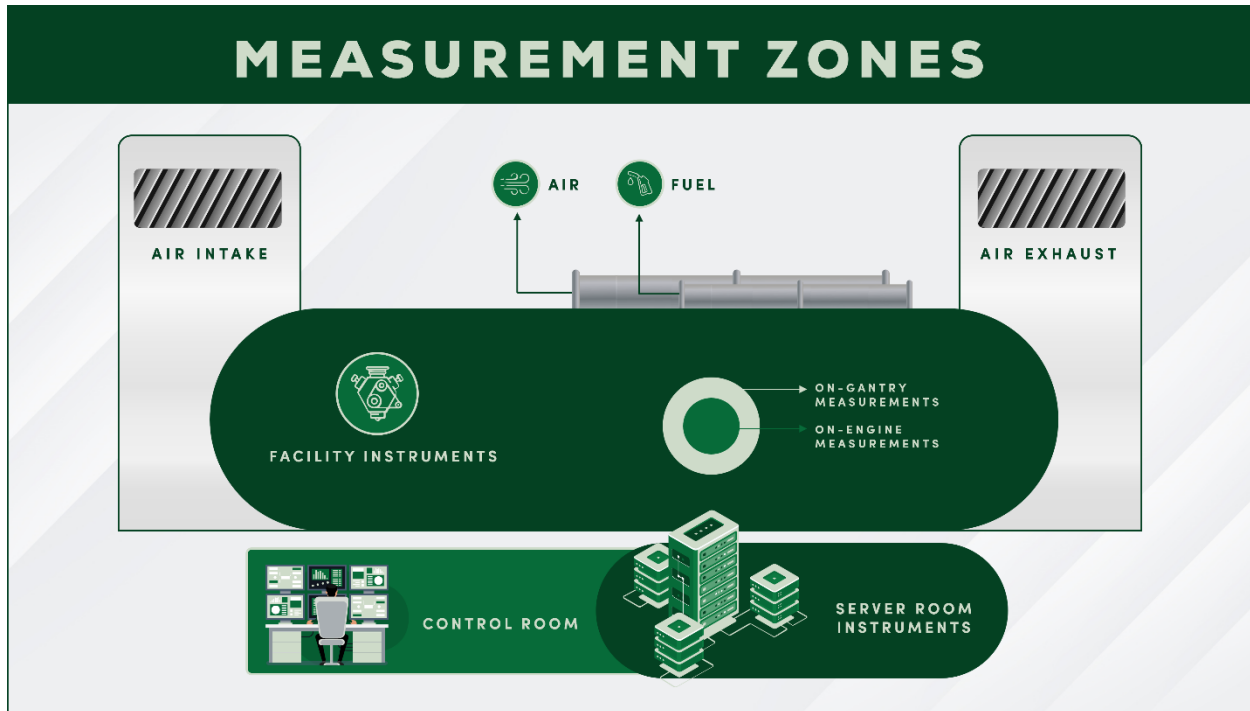 MEASUREMENT ZONES
AIR
FUEL
AIR INTAKE
AIR EXHAUST
ON-GANTRY
MEASUREMENTS
ON-ENGINE
MEASUREMENTS
FACILITY INSTRUMENTS
CONTROL ROOM
SERVER ROOM
INSTRUMENTS